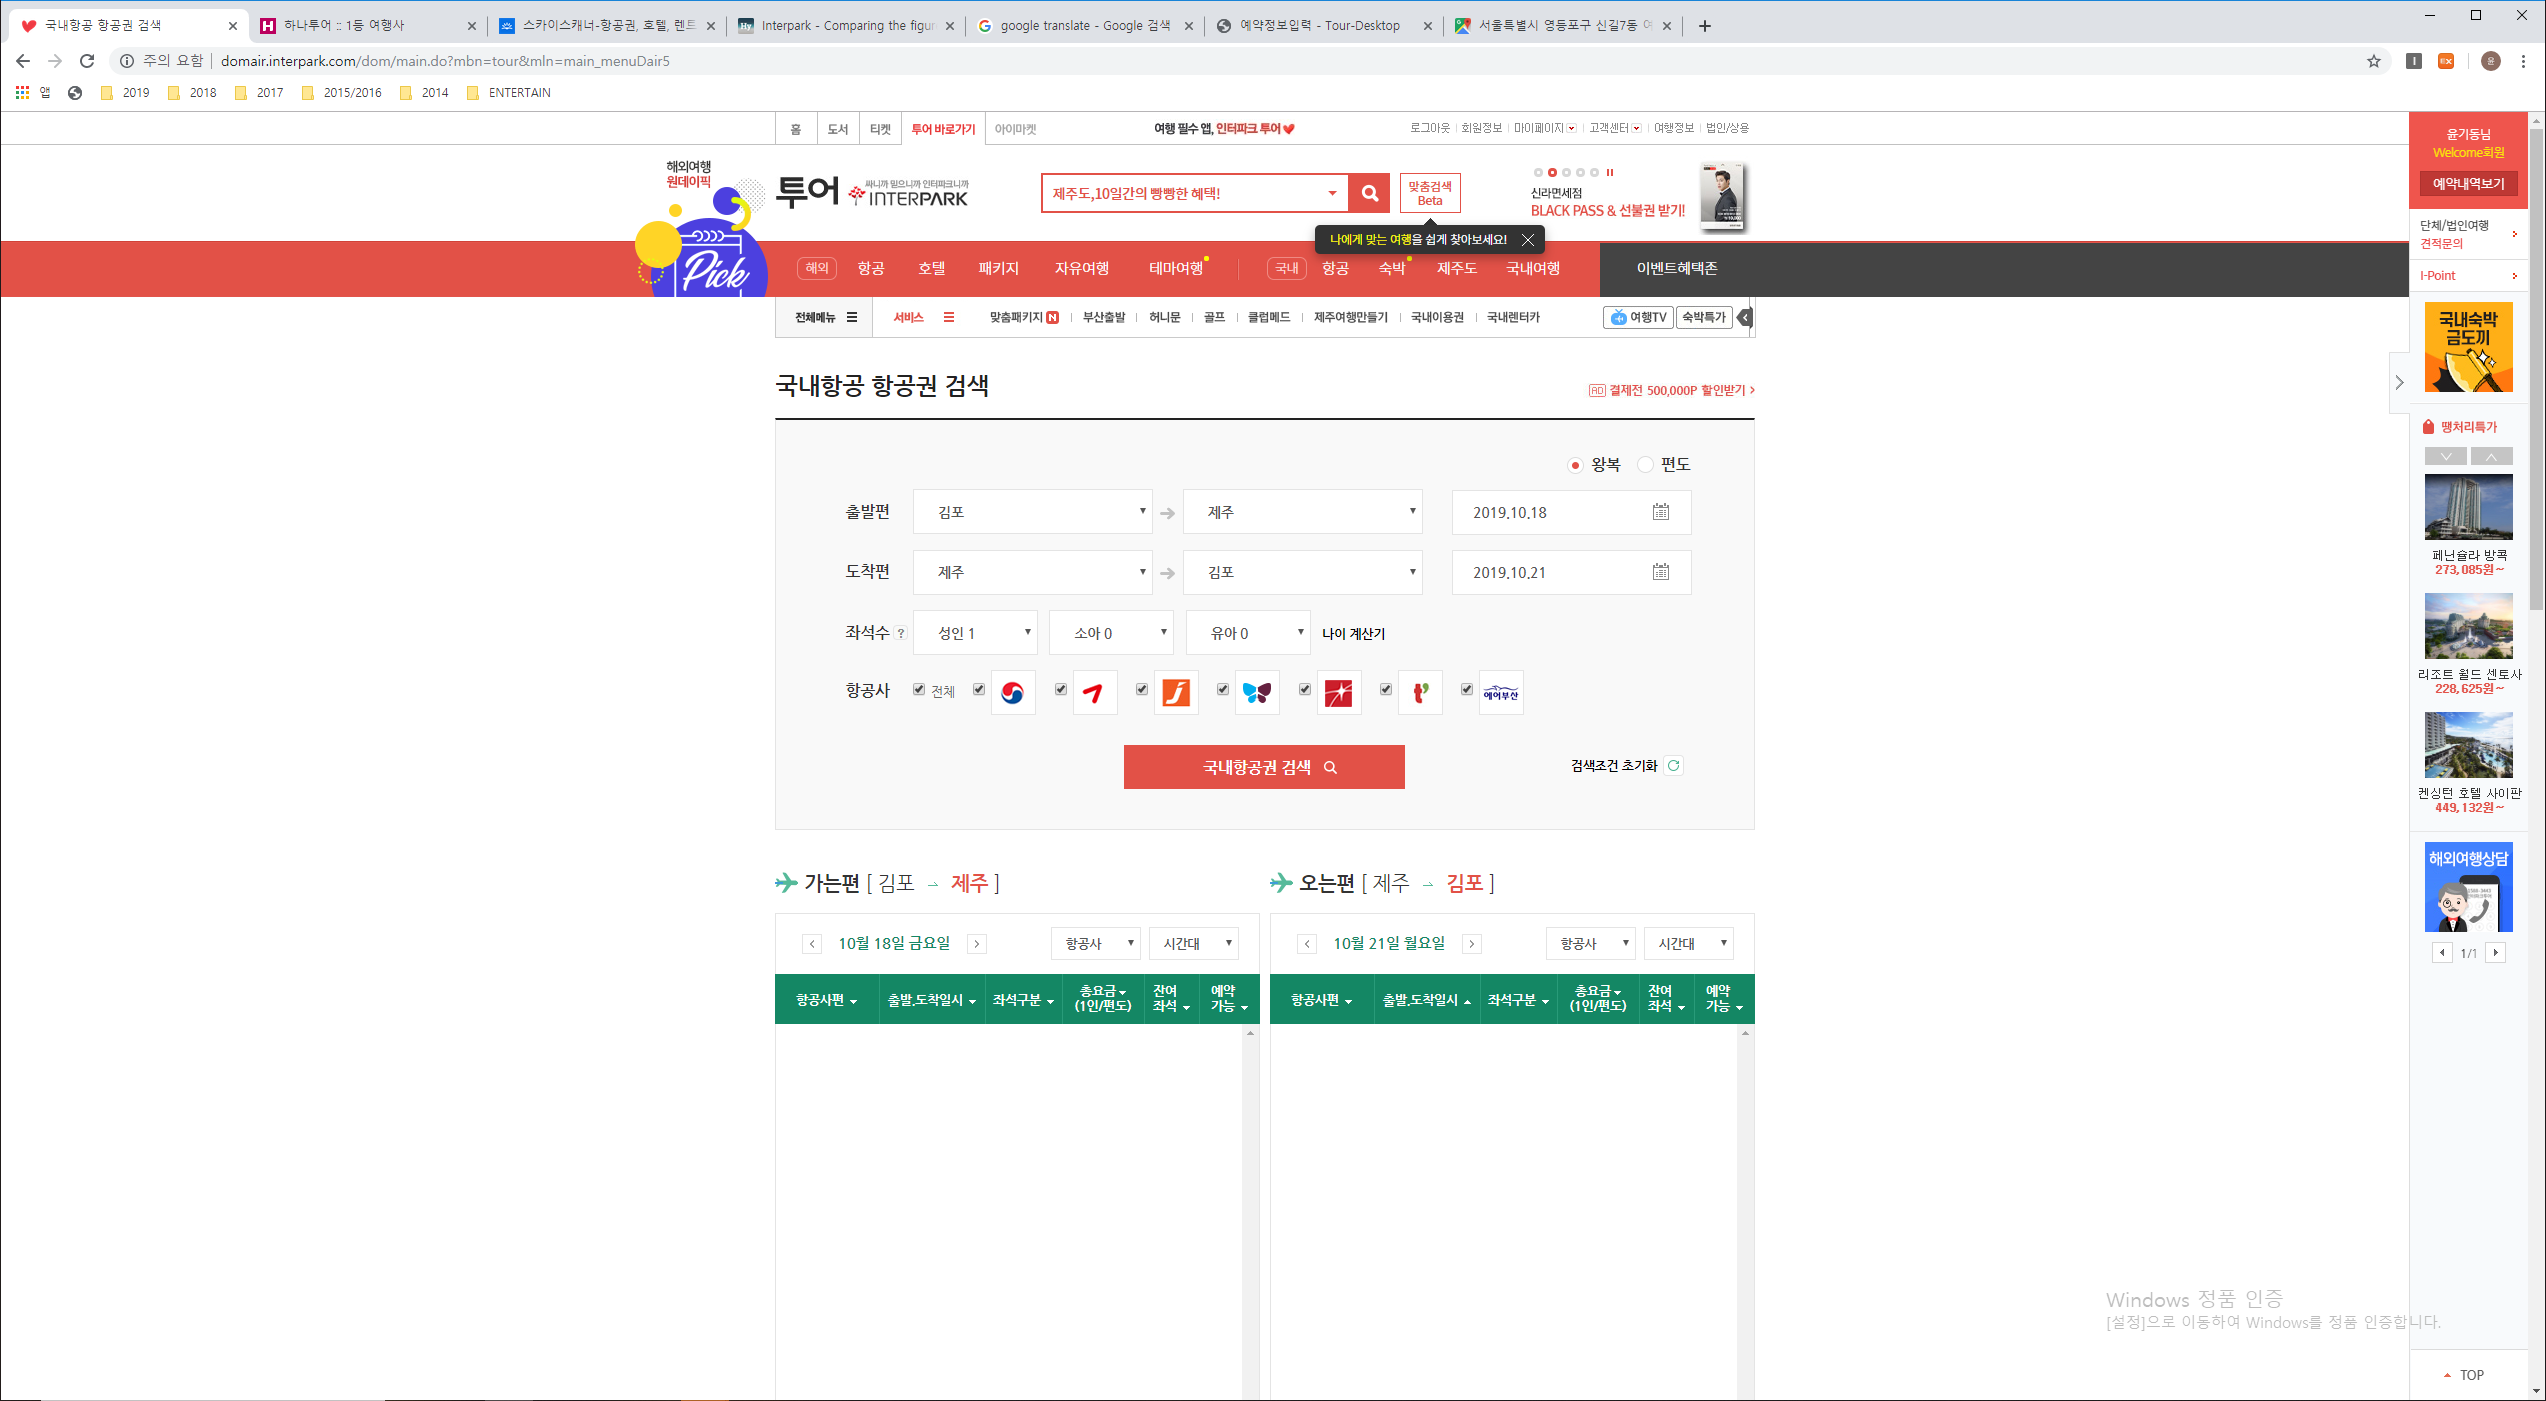 국내항공 항공권 검색
하나투어 :: 1등 여행사
스카이스캐너-항공권, 호텔, 렌트
Interpark - Comparing the figur
google translate - Google 검색
예약정보입력 - Tour-Desktop
서울특별시 영등포구 신길7동 여
주의 요함 domair.interpark.com/dom/main.do?mbn=tour&mln=main_menuDair5
앱 2019 2018 2017 2015/2016 2014 ENTERTAIN
홈 도서 티켓 투어 바로가기 아이마켓 여행 필수 앱, 인터파크 투어 로그아웃 회원정보 마이페이지 고객센터 여행정보 법인/상용
해외여행
원데이픽
Pick
투어 싸니까 믿으니까 인터파크니까
INTERPARK
제주도,10일간의 빵빵한 혜택!
맞춤검색
Beta
신라면세점
BLACK PASS & 선불권 받기!
나에게 맞는 여행을 쉽게 찾아보세요!
해외 항공 호텔 패키지 자유여행 테마여행 국내 항공 숙박 제주도 국내여행 이벤트혜택존
전체메뉴 서비스 맞춤패키지 N 부산출발 허니문 골프 클럽메드 제주여행만들기 국내이용권 국내렌터카 여행TV 숙박특가
국내항공 항공권 검색
AD 결제전 500,000P 할인받기 >
왕복 편도
출발편 김포 제주 2019.10.18
도착편 제주 김포 2019.10.21
좌석수 ? 성인 1 소아 0 유아 0 나이 계산기
항공사 전체 에어부산
국내항공권 검색
검색조건 초기화
가는편 [ 김포 → 제주 ]
10월 18일 금요일 항공사 시간대
항공사편 출발.도착일시 좌석구분 총요금 (1인/편도) 잔여 좌석 예약 가능
오는편 [ 제주 → 김포 ]
10월 21일 월요일 항공사 시간대
항공사편 출발.도착일시 좌석구분 총요금 (1인/편도) 잔여 좌석 예약 가능
윤기동님
Welcome회원
예약내역보기
단체/법인여행
견적문의
I-Point
국내숙박
금도끼
땡처리특가
페닌슐라 방콕
273,085원~
리조트 월드 센토사
228,625원~
켄싱턴 호텔 사이판
449,132원~
해외여행상담
1/1
Windows 정품 인증
[설정]으로 이동하여 Windows를 정품 인증합니다.
TOP